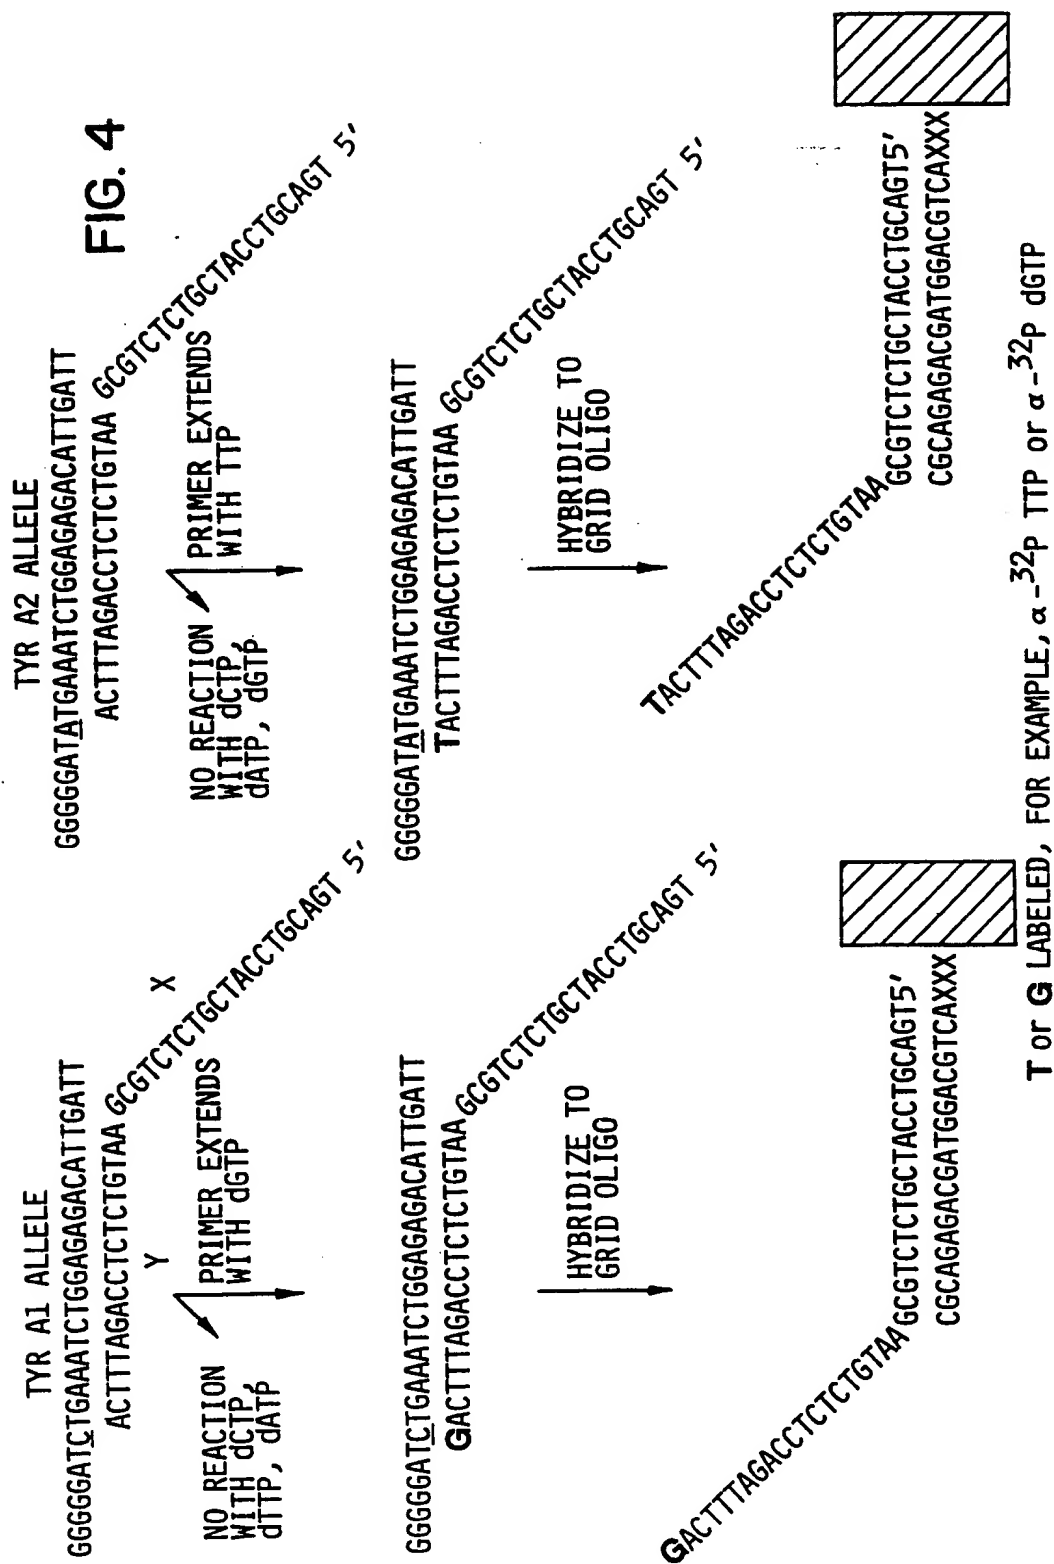 FIG. 4
TYR A1 ALLELE
GGGGATCTGAAATCTGGAGAGACATTGATT
ACTTTAGACCTCTCTGTAA
GCGTCTCTGCTACCTGCAGT 5'
X
Y
NO REACTION
WITH dCTP,
dTTP, dATP
PRIMER EXTENDS
WITH dGTP
GGGGGATCTGAAATCTGGAGAGACATTGATT
GACTTTAGACCTCTCTGTAA
GCGTCTCTGCTACCTGCAGT 5'
HYBRIDIZE TO
GRID OLIGO
GACTTTAGACCTCTCTGTAA
GCGTCTCTGCTACCTGCAGT5'
CGCAGAGACGATGGACGTCAXXX
TYR A2 ALLELE
GGGGATATGAAATCTGGAGAGACATTGATT
ACTTTAGACCTCTCTGTAA
GCGTCTCTGCTACCTGCAGT 5'
NO REACTION
WITH dCTP,
dATP, dGTP
PRIMER EXTENDS
WITH TTP
GGGGGATATGAAATCTGGAGAGACATTGATT
TACTTTAGACCTCTCTGTAA
GCGTCTCTGCTACCTGCAGT 5'
HYBRIDIZE TO
GRID OLIGO
TACTTTAGACCTCTCTGTAA
GCGTCTCTGCTACCTGCAGT5'
CGCAGAGACGATGGACGTCAXXX
T or G LABELED, FOR EXAMPLE, α-³²P TTP or α-³²P dGTP